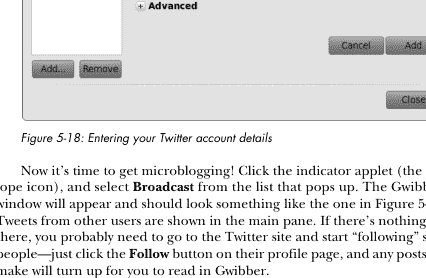 Advanced
Cancel Add
Add... Remove
Close
Figure 5-18: Entering your Twitter account details
Now it's time to get microblogging! Click the indicator applet (the
ope icon), and select Broadcast from the list that pops up. The Gwibb
window will appear and should look something like the one in Figure 5-
Tweets from other users are shown in the main pane. If there's nothing
here, you probably need to go to the Twitter site and start “following” s
people—just click the Follow button on their profile page, and any posts
make will turn up for you to read in Gwibber.